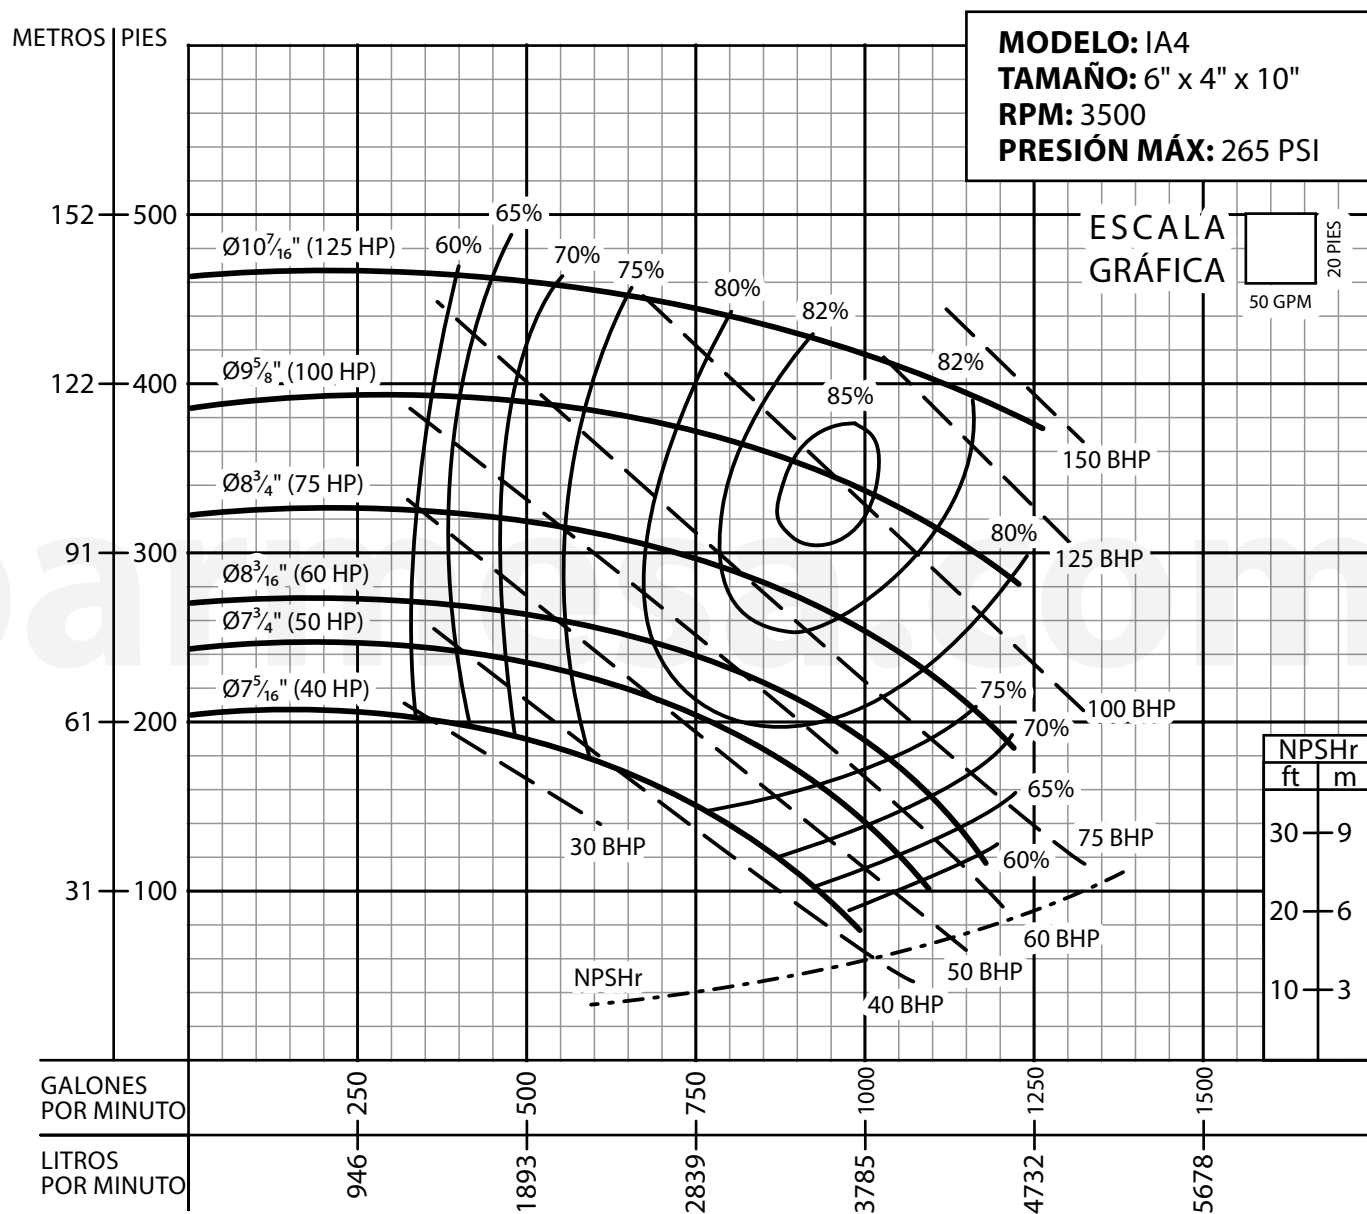 METROS PIES
MODELO: IA4
TAMAÑO: 6" x 4" x 10"
RPM: 3500
PRESIÓN MÁX: 265 PSI
152 500
122 400
91 300
61 200
31 100
ESCALA
GRÁFICA
20 PIES
50 GPM
Ø10⁷⁄₁₆" (125 HP)
Ø9⁵⁄₈" (100 HP)
Ø8³⁄₄" (75 HP)
Ø8³⁄₁₆" (60 HP)
Ø7³⁄₄" (50 HP)
Ø7⁵⁄₁₆" (40 HP)
60%
65%
70%
75%
80%
82%
85%
82%
80%
75%
70%
65%
60%
150 BHP
125 BHP
100 BHP
75 BHP
60 BHP
50 BHP
40 BHP
30 BHP
NPSHr
NPSHr
ft m
30 9
20 6
10 3
barmesa.com
GALONES
POR MINUTO
250 500 750 1000 1250 1500
LITROS
POR MINUTO
946 1893 2839 3785 4732 5678